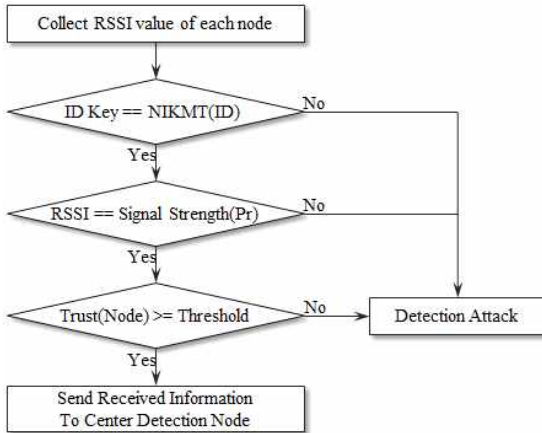 Collect RSSI value of each node
ID Key == NIKMT(ID)
No
Yes
RSSI == Signal Strength(Pr)
No
Yes
Trust(Node) >= Threshold
No
Detection Attack
Yes
Send Received Information
To Center Detection Node